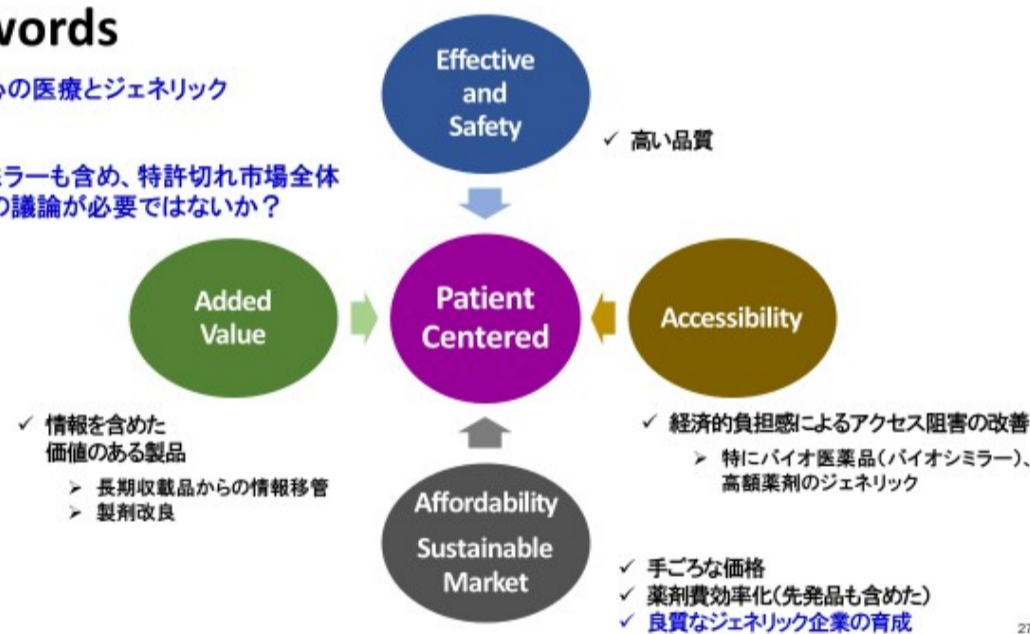 words
の医療とジェネリック
ミラーも含め、特許切れ市場全体
の議論が必要ではないか？
Effective
and
Safety
✓ 高い品質
Added
Value
Patient
Centered
Accessibility
✓ 情報を含めた
価値のある製品
➢ 長期収載品からの情報移管
➢ 製剤改良
✓ 経済的負担感によるアクセス阻害の改善
➢ 特にバイオ医薬品（バイオシミラー）、
高額薬剤のジェネリック
Affordability
Sustainable
Market
✓ 手ごろな価格
✓ 薬剤費効率化（先発品も含めた）
✓ 良質なジェネリック企業の育成
27